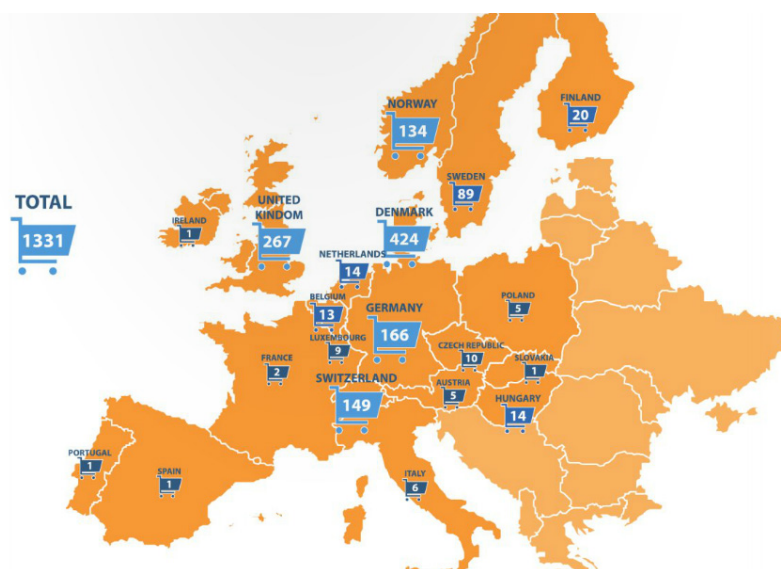 NORWAY
134
FINLAND
20
SWEDEN
89
TOTAL
1331
IRELAND
1
UNITED
KINDOM
267
DENMARK
424
NETHERLANDS
14
BELGIUM
13
GERMANY
166
POLAND
5
LUXEMBOURG
9
FRANCE
2
CZECH REPUBLIC
10
SLOVAKIA
1
SWITZERLAND
149
AUSTRIA
5
HUNGARY
14
PORTUGAL
1
SPAIN
1
ITALY
6